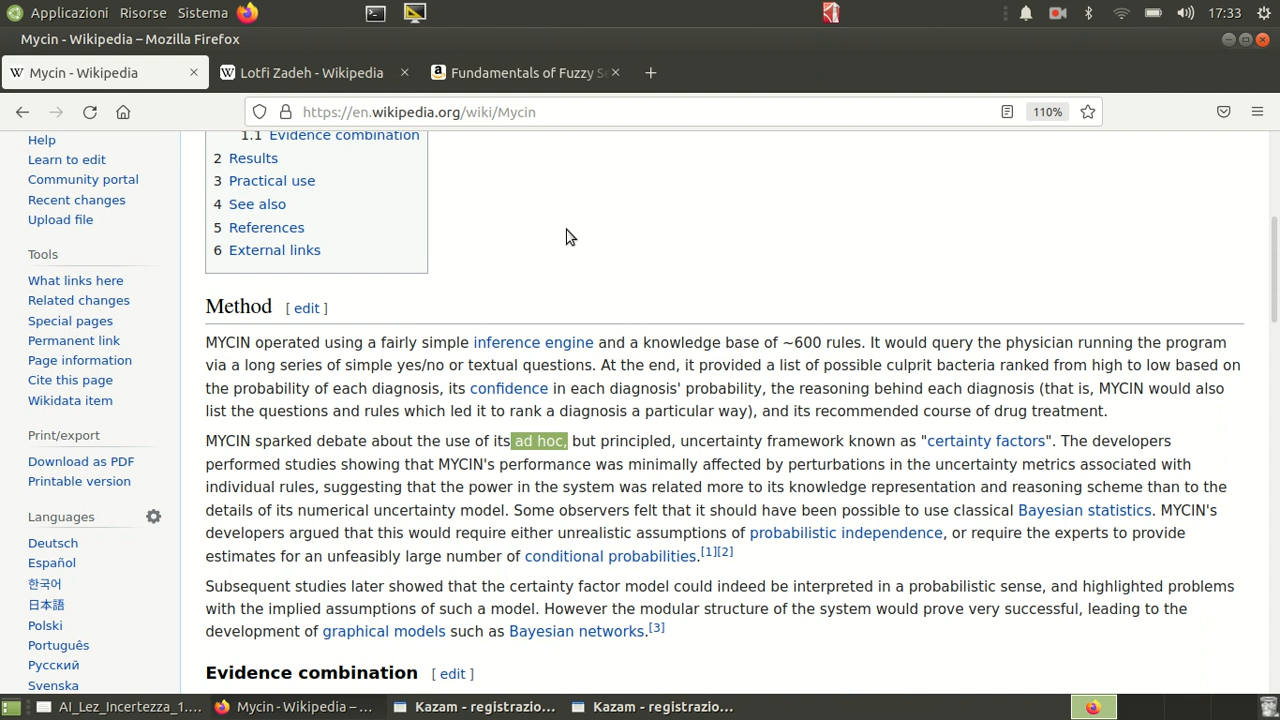 Applicazioni Risorse Sistema 17:33
Mycin - Wikipedia – Mozilla Firefox
Mycin - Wikipedia
Lotfi Zadeh - Wikipedia
Fundamentals of Fuzzy S
https://en.wikipedia.org/wiki/Mycin
110%
Help
Learn to edit
Community portal
Recent changes
Upload file
Tools
What links here
Related changes
Special pages
Permanent link
Page information
Cite this page
Wikidata item
Print/export
Download as PDF
Printable version
Languages
Deutsch
Español
한국어
日本語
Polski
Português
Русский
Svenska
1.1 Evidence combination
2 Results
3 Practical use
4 See also
5 References
6 External links
Method [ edit ]
MYCIN operated using a fairly simple inference engine and a knowledge base of ~600 rules. It would query the physician running the program
via a long series of simple yes/no or textual questions. At the end, it provided a list of possible culprit bacteria ranked from high to low based on
the probability of each diagnosis, its confidence in each diagnosis' probability, the reasoning behind each diagnosis (that is, MYCIN would also
list the questions and rules which led it to rank a diagnosis a particular way), and its recommended course of drug treatment.
MYCIN sparked debate about the use of its ad hoc, but principled, uncertainty framework known as "certainty factors". The developers
performed studies showing that MYCIN's performance was minimally affected by perturbations in the uncertainty metrics associated with
individual rules, suggesting that the power in the system was related more to its knowledge representation and reasoning scheme than to the
details of its numerical uncertainty model. Some observers felt that it should have been possible to use classical Bayesian statistics. MYCIN's
developers argued that this would require either unrealistic assumptions of probabilistic independence, or require the experts to provide
estimates for an unfeasibly large number of conditional probabilities.[1][2]
Subsequent studies later showed that the certainty factor model could indeed be interpreted in a probabilistic sense, and highlighted problems
with the implied assumptions of such a model. However the modular structure of the system would prove very successful, leading to the
development of graphical models such as Bayesian networks.[3]
Evidence combination [ edit ]
AI_Lez_Incertezza_1.... Mycin - Wikipedia – ... Kazam - registrazio... Kazam - registrazio...